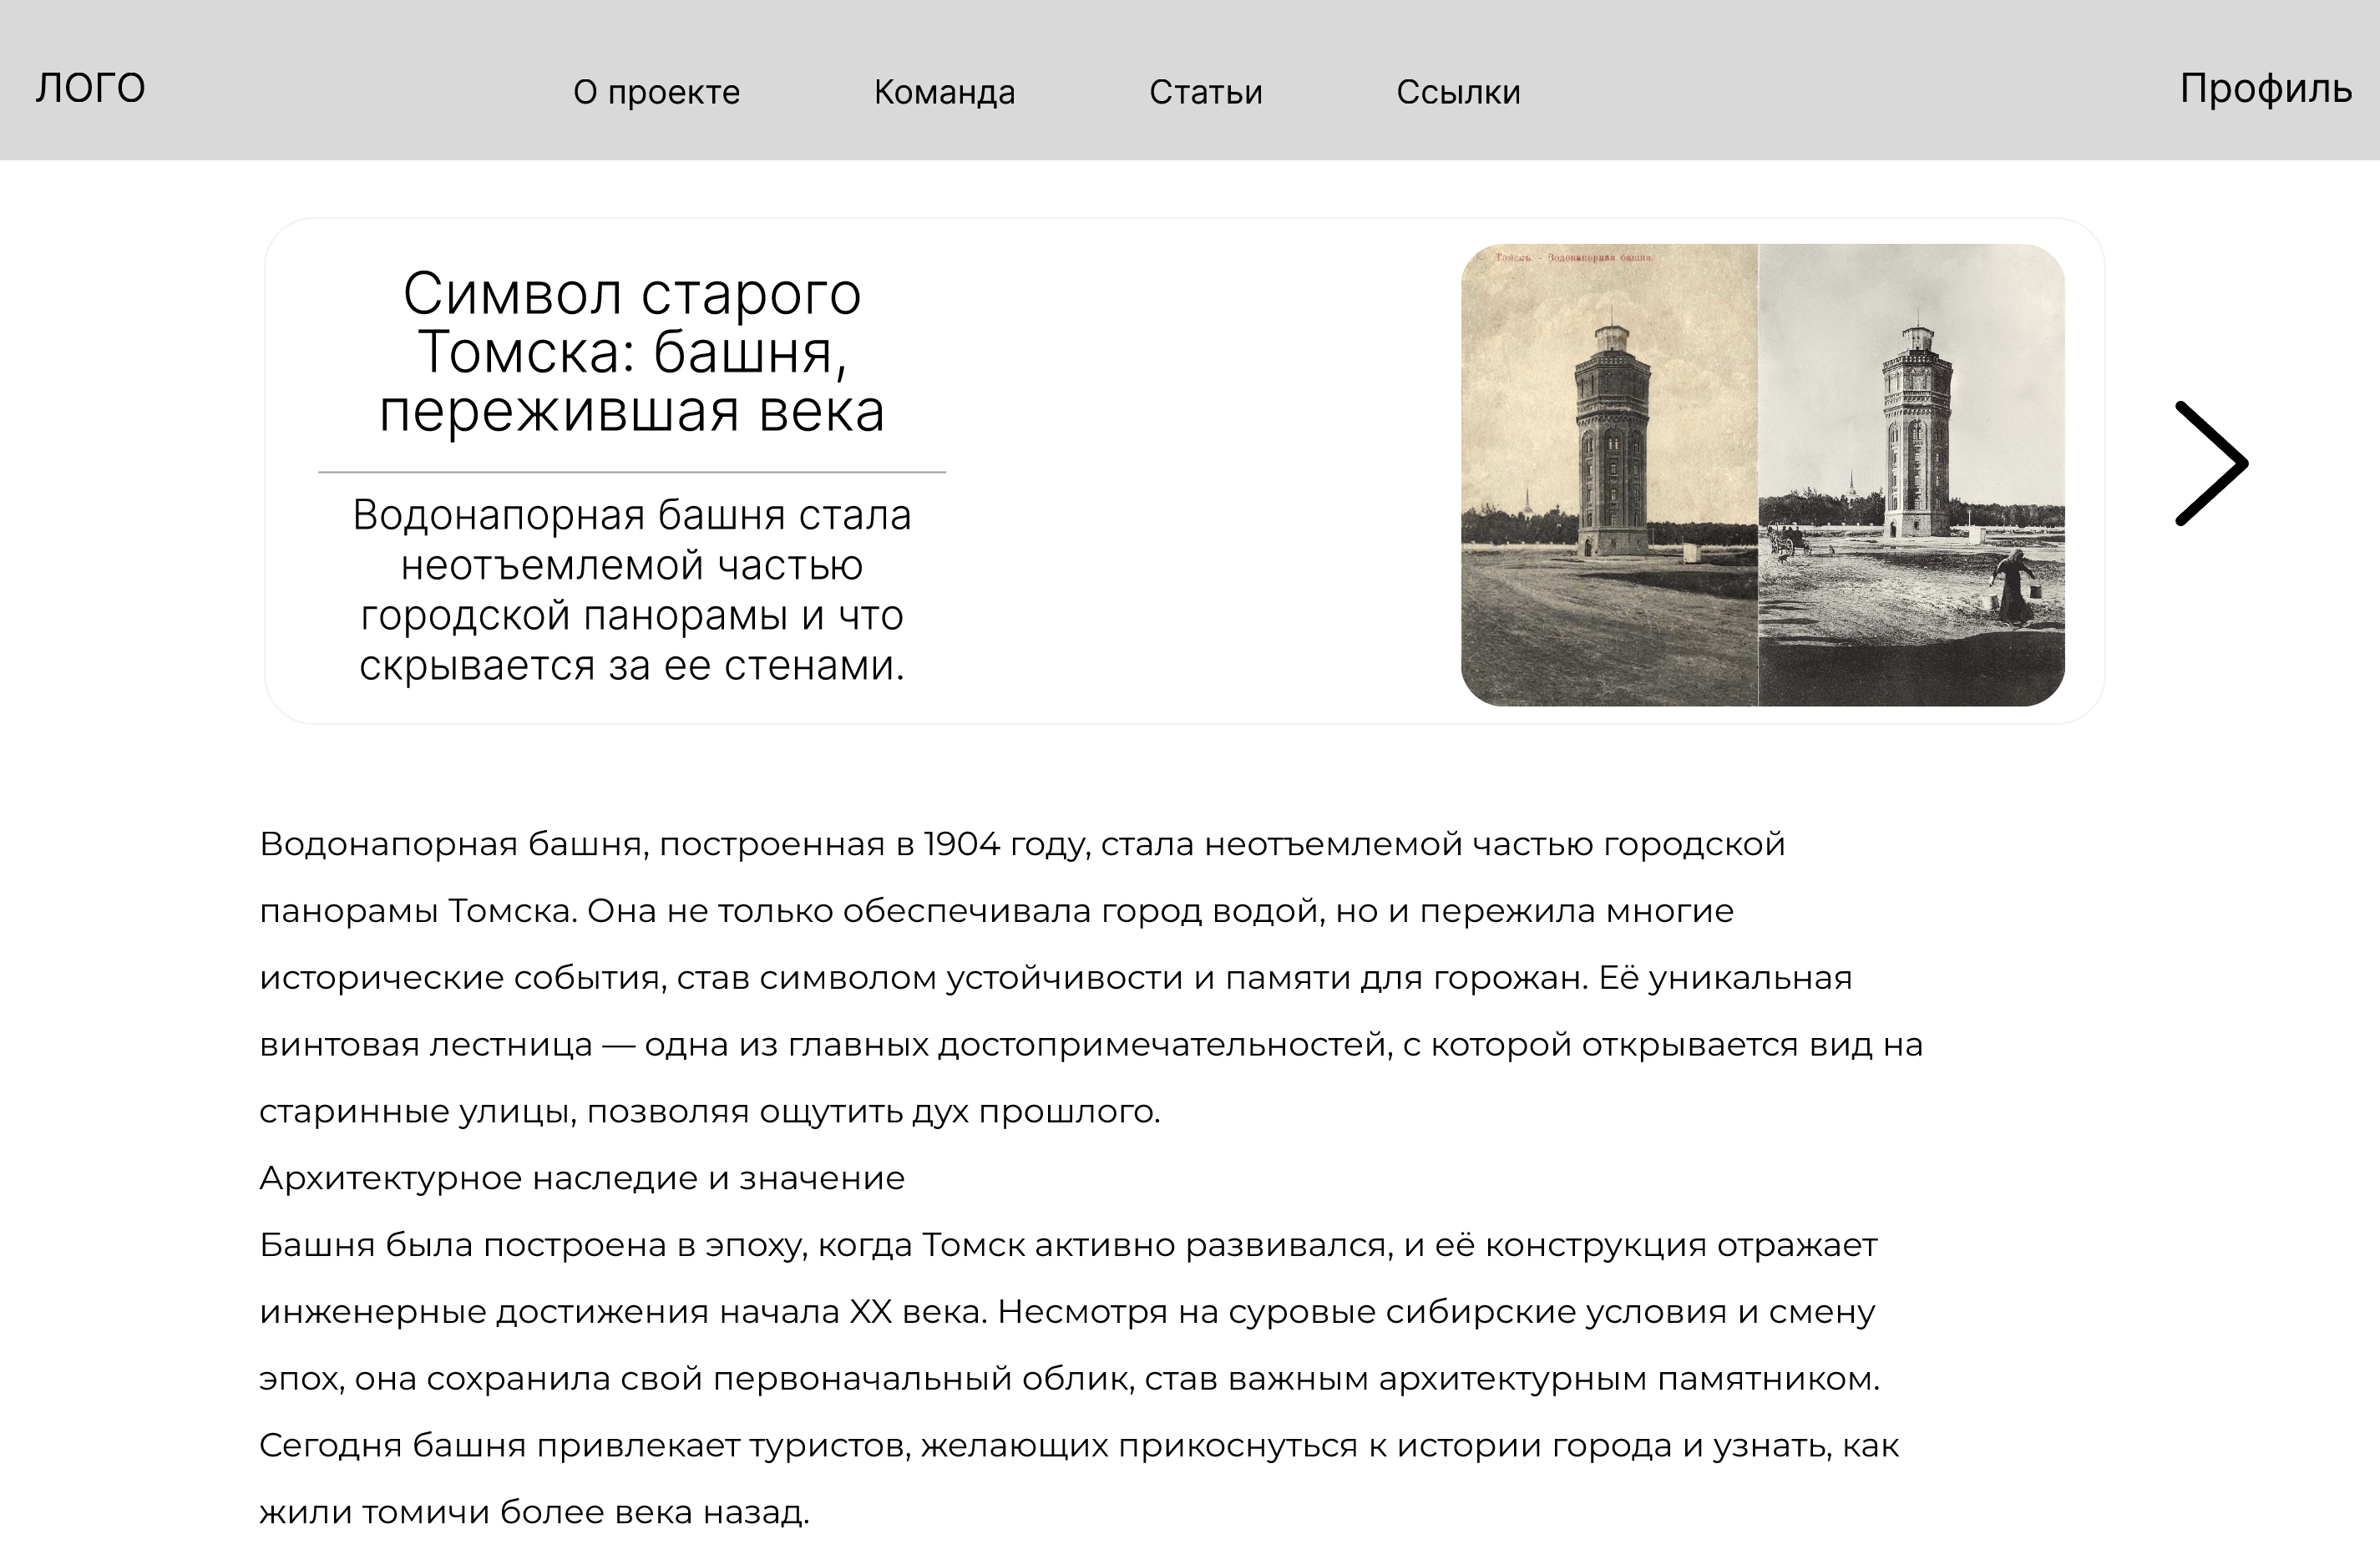 ЛОГО
О проекте
Команда
Статьи
Ссылки
Профиль
Символ старого
Томска: башня,
пережившая века
Водонапорная башня стала
неотъемлемой частью
городской панорамы и что
скрывается за ее стенами.
Томскъ. - Водонапорная башня.
Водонапорная башня, построенная в 1904 году, стала неотъемлемой частью городской
панорамы Томска. Она не только обеспечивала город водой, но и пережила многие
исторические события, став символом устойчивости и памяти для горожан. Её уникальная
винтовая лестница — одна из главных достопримечательностей, с которой открывается вид на
старинные улицы, позволяя ощутить дух прошлого.
Архитектурное наследие и значение
Башня была построена в эпоху, когда Томск активно развивался, и её конструкция отражает
инженерные достижения начала XX века. Несмотря на суровые сибирские условия и смену
эпох, она сохранила свой первоначальный облик, став важным архитектурным памятником.
Сегодня башня привлекает туристов, желающих прикоснуться к истории города и узнать, как
жили томичи более века назад.